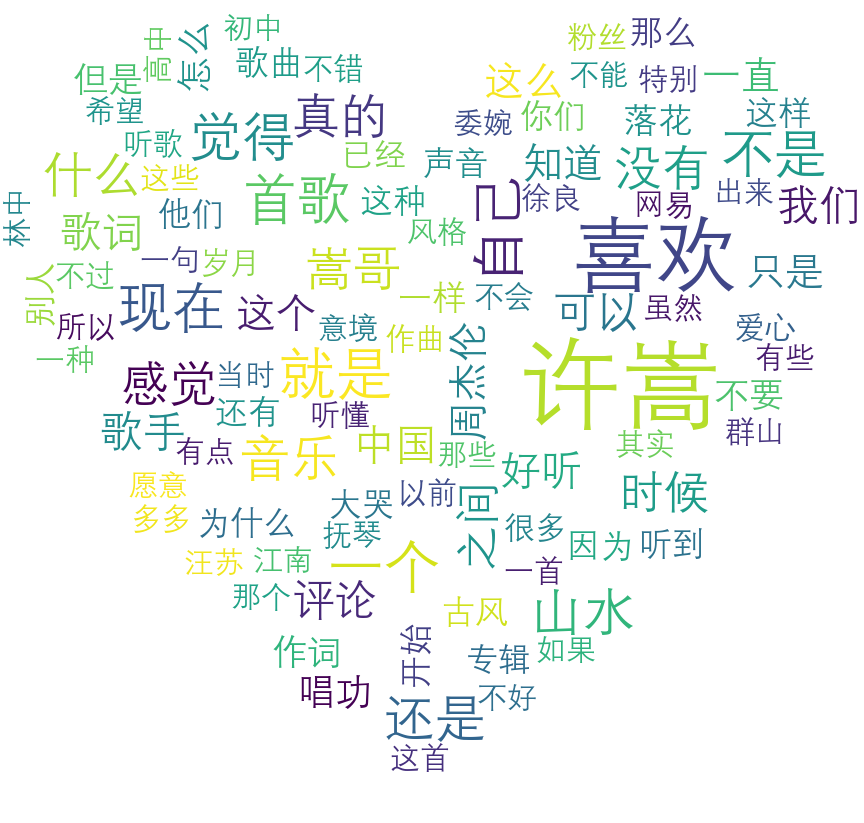 初中
粉丝
那么
高中
怎么
歌曲
不错
但是
这么
不能
特别
一直
希望
真的
委婉
你们
落花
这样
听歌
觉得
已经
声音
知道
没有
不是
什么
这些
首歌
这种
自己
徐良
网易
出来
我们
林中
歌词
他们
风格
喜欢
别人
不过
一句
岁月
嵩哥
一样
不会
可以
虽然
只是
所以
现在
这个
意境
作曲
周杰伦
爱心
一种
感觉
当时
就是
许嵩
有些
不要
歌手
还有
听懂
中国
那些
其实
群山
有点
音乐
好听
时候
愿意
多多
为什么
大哭
以前
之间
很多
抚琴
因为
听到
汪苏
江南
一个
一首
那个
评论
古风
山水
作词
开始
专辑
如果
唱功
还是
不好
这首